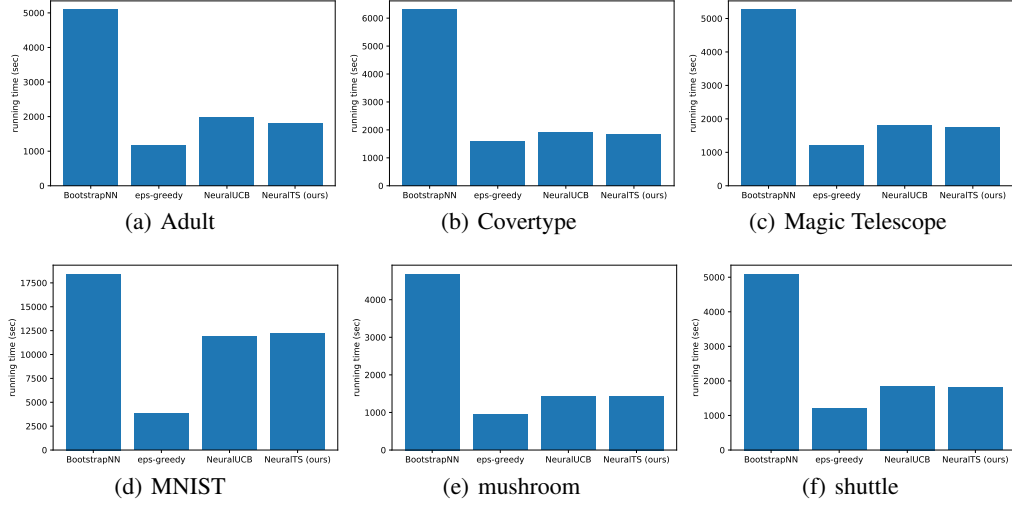 running time (sec)
5000
4000
3000
2000
1000
0
BootstrapNN eps-greedy NeuralUCB NeuralTS (ours)
(a) Adult
running time (sec)
6000
5000
4000
3000
2000
1000
0
BootstrapNN eps-greedy NeuralUCB NeuralTS (ours)
(b) Covertype
running time (sec)
5000
4000
3000
2000
1000
0
BootstrapNN eps-greedy NeuralUCB NeuralTS (ours)
(c) Magic Telescope
running time (sec)
17500
15000
12500
10000
7500
5000
2500
0
BootstrapNN eps-greedy NeuralUCB NeuralTS (ours)
(d) MNIST
running time (sec)
4000
3000
2000
1000
0
BootstrapNN eps-greedy NeuralUCB NeuralTS (ours)
(e) mushroom
running time (sec)
5000
4000
3000
2000
1000
0
BootstrapNN eps-greedy NeuralUCB NeuralTS (ours)
(f) shuttle